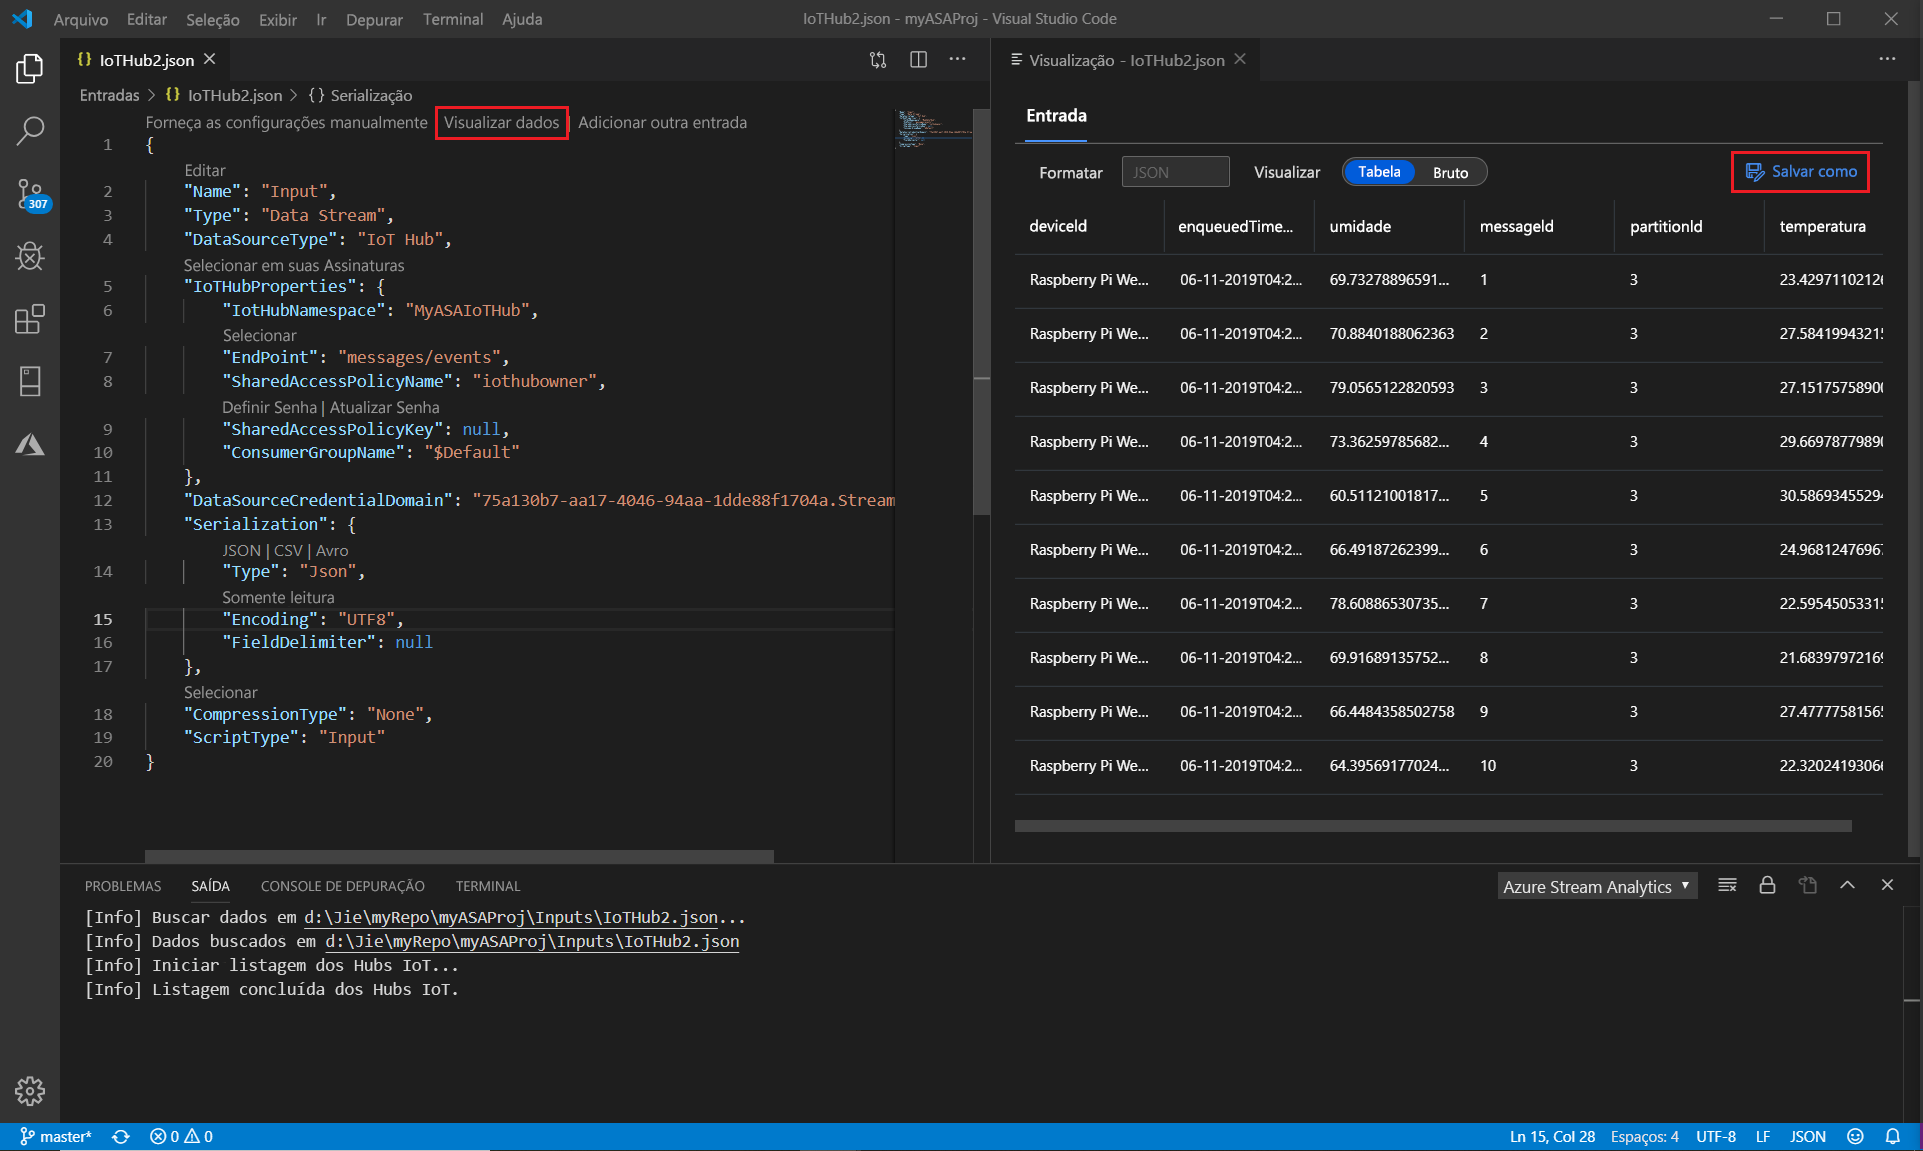 Arquivo Editar Seleção Exibir Ir Depurar Terminal Ajuda
IoTHub2.json - myASAProj - Visual Studio Code
307
{} IoTHub2.json
Entradas > {} IoTHub2.json > {} Serialização
Forneça as configurações manualmente | Visualizar dados | Adicionar outra entrada
1 {
Editar
2 "Name": "Input",
3 "Type": "Data Stream",
4 "DataSourceType": "IoT Hub",
Selecionar em suas Assinaturas
5 "IoTHubProperties": {
6 "IotHubNamespace": "MyASAIoTHub",
Selecionar
7 "EndPoint": "messages/events",
8 "SharedAccessPolicyName": "iothubowner",
Definir Senha | Atualizar Senha
9 "SharedAccessPolicyKey": null,
10 "ConsumerGroupName": "$Default"
11 },
12 "DataSourceCredentialDomain": "75a130b7-aa17-4046-94aa-1dde88f1704a.Stream
13 "Serialization": {
JSON | CSV | Avro
14 "Type": "Json",
Somente leitura
15 "Encoding": "UTF8",
16 "FieldDelimiter": null
17 },
Selecionar
18 "CompressionType": "None",
19 "ScriptType": "Input"
20 }
Visualização - IoTHub2.json
Entrada
Formatar JSON Visualizar Tabela Bruto Salvar como
deviceId enqueuedTime... umidade messageId partitionId temperatura
Raspberry Pi We... 06-11-2019T04:2... 69.73278896591... 1 3 23.42971102126
Raspberry Pi We... 06-11-2019T04:2... 70.8840188062363 2 3 27.58419943215
Raspberry Pi We... 06-11-2019T04:2... 79.0565122820593 3 3 27.15175758900
Raspberry Pi We... 06-11-2019T04:2... 73.36259785682... 4 3 29.66978779890
Raspberry Pi We... 06-11-2019T04:2... 60.51121001817... 5 3 30.58693455294
Raspberry Pi We... 06-11-2019T04:2... 66.49187262399... 6 3 24.96812476967
Raspberry Pi We... 06-11-2019T04:2... 78.60886530735... 7 3 22.59545053315
Raspberry Pi We... 06-11-2019T04:2... 69.91689135752... 8 3 21.68397972169
Raspberry Pi We... 06-11-2019T04:2... 66.4484358502758 9 3 27.47777581565
Raspberry Pi We... 06-11-2019T04:2... 64.39569177024... 10 3 22.32024193066
PROBLEMAS SAÍDA CONSOLE DE DEPURAÇÃO TERMINAL
Azure Stream Analytics
[Info] Buscar dados em d:\Jie\myRepo\myASAProj\Inputs\IoTHub2.json...
[Info] Dados buscados em d:\Jie\myRepo\myASAProj\Inputs\IoTHub2.json
[Info] Iniciar listagem dos Hubs IoT...
[Info] Listagem concluída dos Hubs IoT.
master* 0 0
Ln 15, Col 28 Espaços: 4 UTF-8 LF JSON